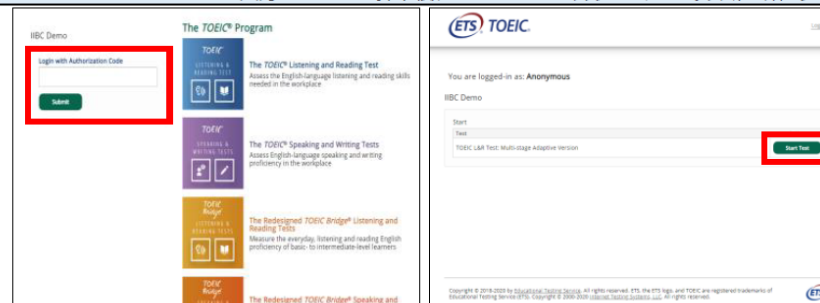 IIBC Demo
Login with Authorization Code
Submit
The TOEIC® Program
TOEIC
LISTENING &
READING TEST
The TOEIC® Listening and Reading Test
Assess the English-language listening and reading skills
needed in the workplace
TOEIC
SPEAKING &
WRITING TESTS
The TOEIC® Speaking and Writing Tests
Assess English-language speaking and writing
proficiency in the workplace
TOEIC
Bridge
LISTENING &
READING TESTS
The Redesigned TOEIC Bridge® Listening and
Reading Tests
Measure the everyday, listening and reading English
proficiency of basic- to intermediate-level learners
TOEIC
Bridge
The Redesigned TOEIC Bridge® Speaking and
ETS TOEIC.
You are logged-in as: Anonymous
IIBC Demo
Start
Test
TOEIC L&R Test: Multi-stage Adaptive Version
Start Test
Copyright © 2018-2020 by Educational Testing Service. All rights reserved. ETS, the ETS logo, and TOEIC are registered trademarks of
Educational Testing Service (ETS). Copyright © 2000-2020 Internet Testing Systems, LLC. All rights reserved.
ETS